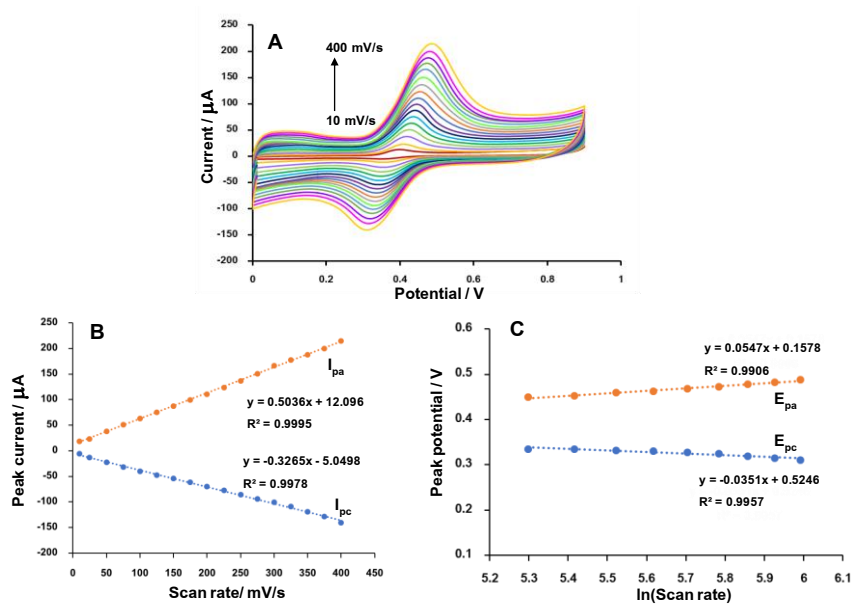 A
400 mV/s
10 mV/s
250
200
150
100
50
0
-50
-100
-150
-200
Current / µA
0
0.2
0.4
0.6
0.8
1
Potential / V
B
250
200
150
100
50
0
-50
-100
-150
-200
Peak current / µA
Ipa
y = 0.5036x + 12.096
R² = 0.9995
y = -0.3265x - 5.0498
R² = 0.9978
Ipc
0 50 100 150 200 250 300 350 400 450
Scan rate/ mV/s
C
0.6
0.5
0.4
0.3
0.2
0.1
Peak potential / V
y = 0.0547x + 0.1578
R² = 0.9906
Epa
Epc
y = -0.0351x + 0.5246
R² = 0.9957
5.2 5.3 5.4 5.5 5.6 5.7 5.8 5.9 6 6.1
ln(Scan rate)